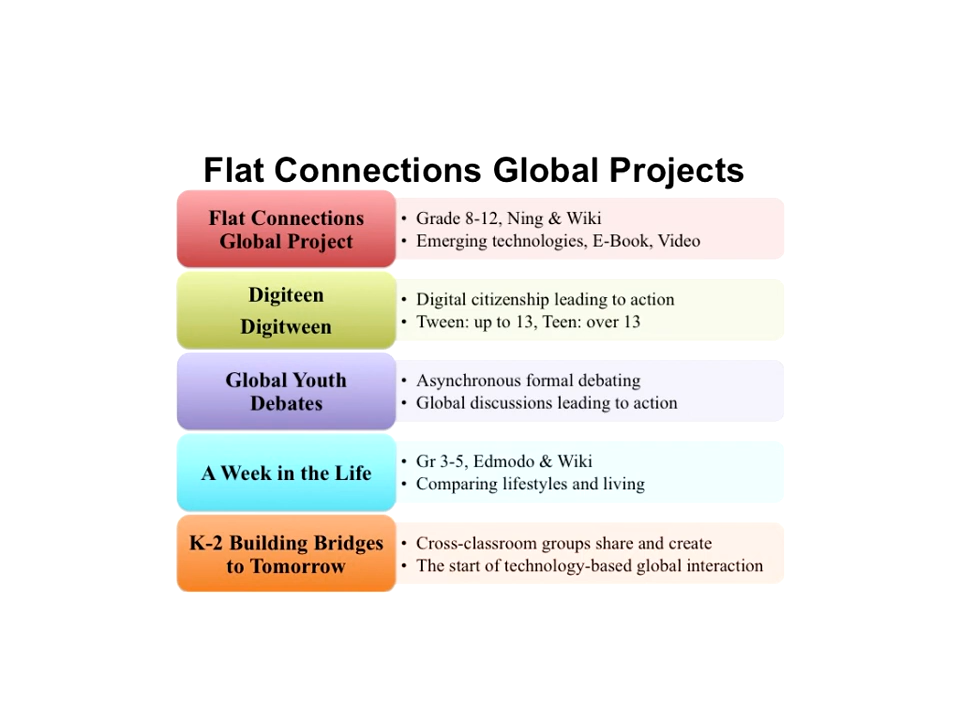 Flat Connections Global Projects
Flat Connections
Global Project
• Grade 8-12, Ning & Wiki
• Emerging technologies, E-Book, Video
Digiteen
Digitween
• Digital citizenship leading to action
• Tween: up to 13, Teen: over 13
Global Youth
Debates
• Asynchronous formal debating
• Global discussions leading to action
A Week in the Life
• Gr 3-5, Edmodo & Wiki
• Comparing lifestyles and living
K-2 Building Bridges
to Tomorrow
• Cross-classroom groups share and create
• The start of technology-based global interaction